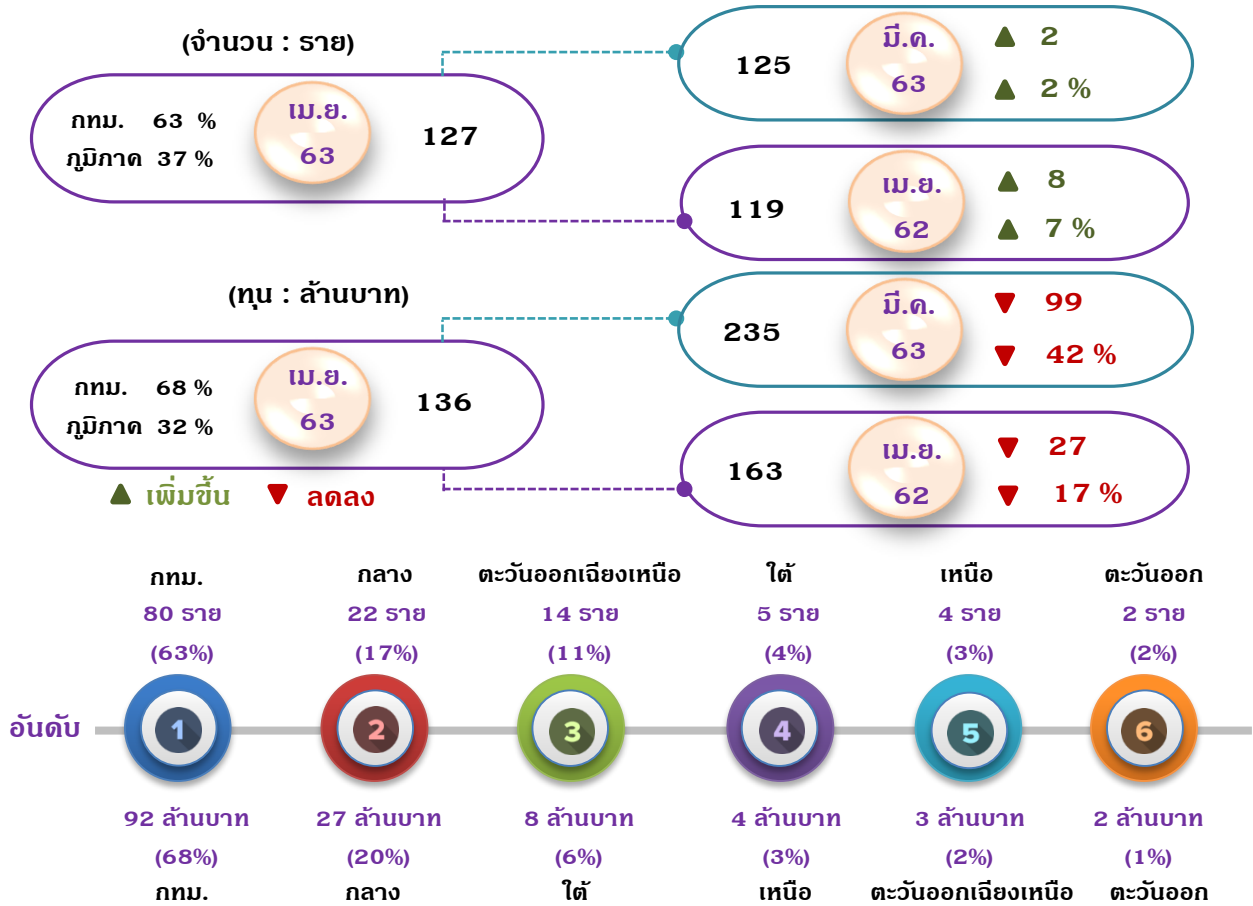 (จำนวน : ราย)
กทม. 63 %
ภูมิภาค 37 %
เม.ย.
63
127
125
มี.ค.
63
▲ 2
▲ 2 %
119
เม.ย.
62
▲ 8
▲ 7 %
(ทุน : ล้านบาท)
กทม. 68 %
ภูมิภาค 32 %
เม.ย.
63
136
235
มี.ค.
63
▼ 99
▼ 42 %
163
เม.ย.
62
▼ 27
▼ 17 %
▲ เพิ่มขึ้น ▼ ลดลง
กทม. กลาง ตะวันออกเฉียงเหนือ ใต้ เหนือ ตะวันออก
80 ราย 22 ราย 14 ราย 5 ราย 4 ราย 2 ราย
(63%) (17%) (11%) (4%) (3%) (2%)
อันดับ 1 2 3 4 5 6
92 ล้านบาท 27 ล้านบาท 8 ล้านบาท 4 ล้านบาท 3 ล้านบาท 2 ล้านบาท
(68%) (20%) (6%) (3%) (2%) (1%)
กทม. กลาง ใต้ เหนือ ตะวันออกเฉียงเหนือ ตะวันออก